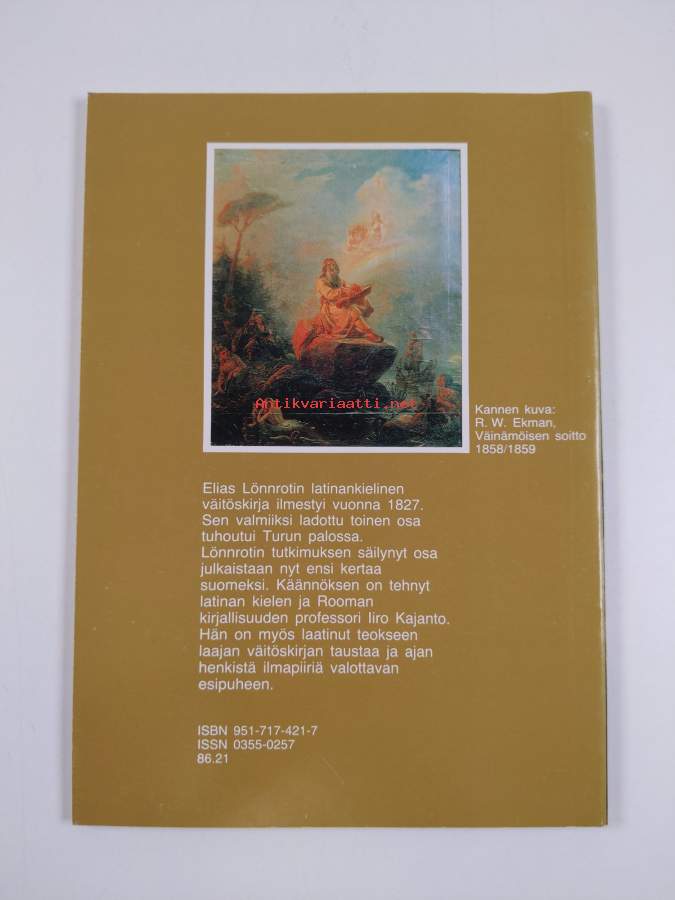 Antikvariaatti.net
Kannen kuva:
R. W. Ekman,
Väinämöisen soitto
1858/1859
Elias Lönnrotin latinankielinen
väitöskirja ilmestyi vuonna 1827.
Sen valmiiksi ladottu toinen osa
tuhoutui Turun palossa.
Lönnrotin tutkimuksen säilynyt osa
julkaistaan nyt ensi kertaa
suomeksi. Käännöksen on tehnyt
latinan kielen ja Rooman
kirjallisuuden professori Iiro Kajanto.
Hän on myös laatinut teokseen
laajan väitöskirjan taustaa ja ajan
henkistä ilmapiiriä valottavan
esipuheen.
ISBN 951-717-421-7
ISSN 0355-0257
86.21